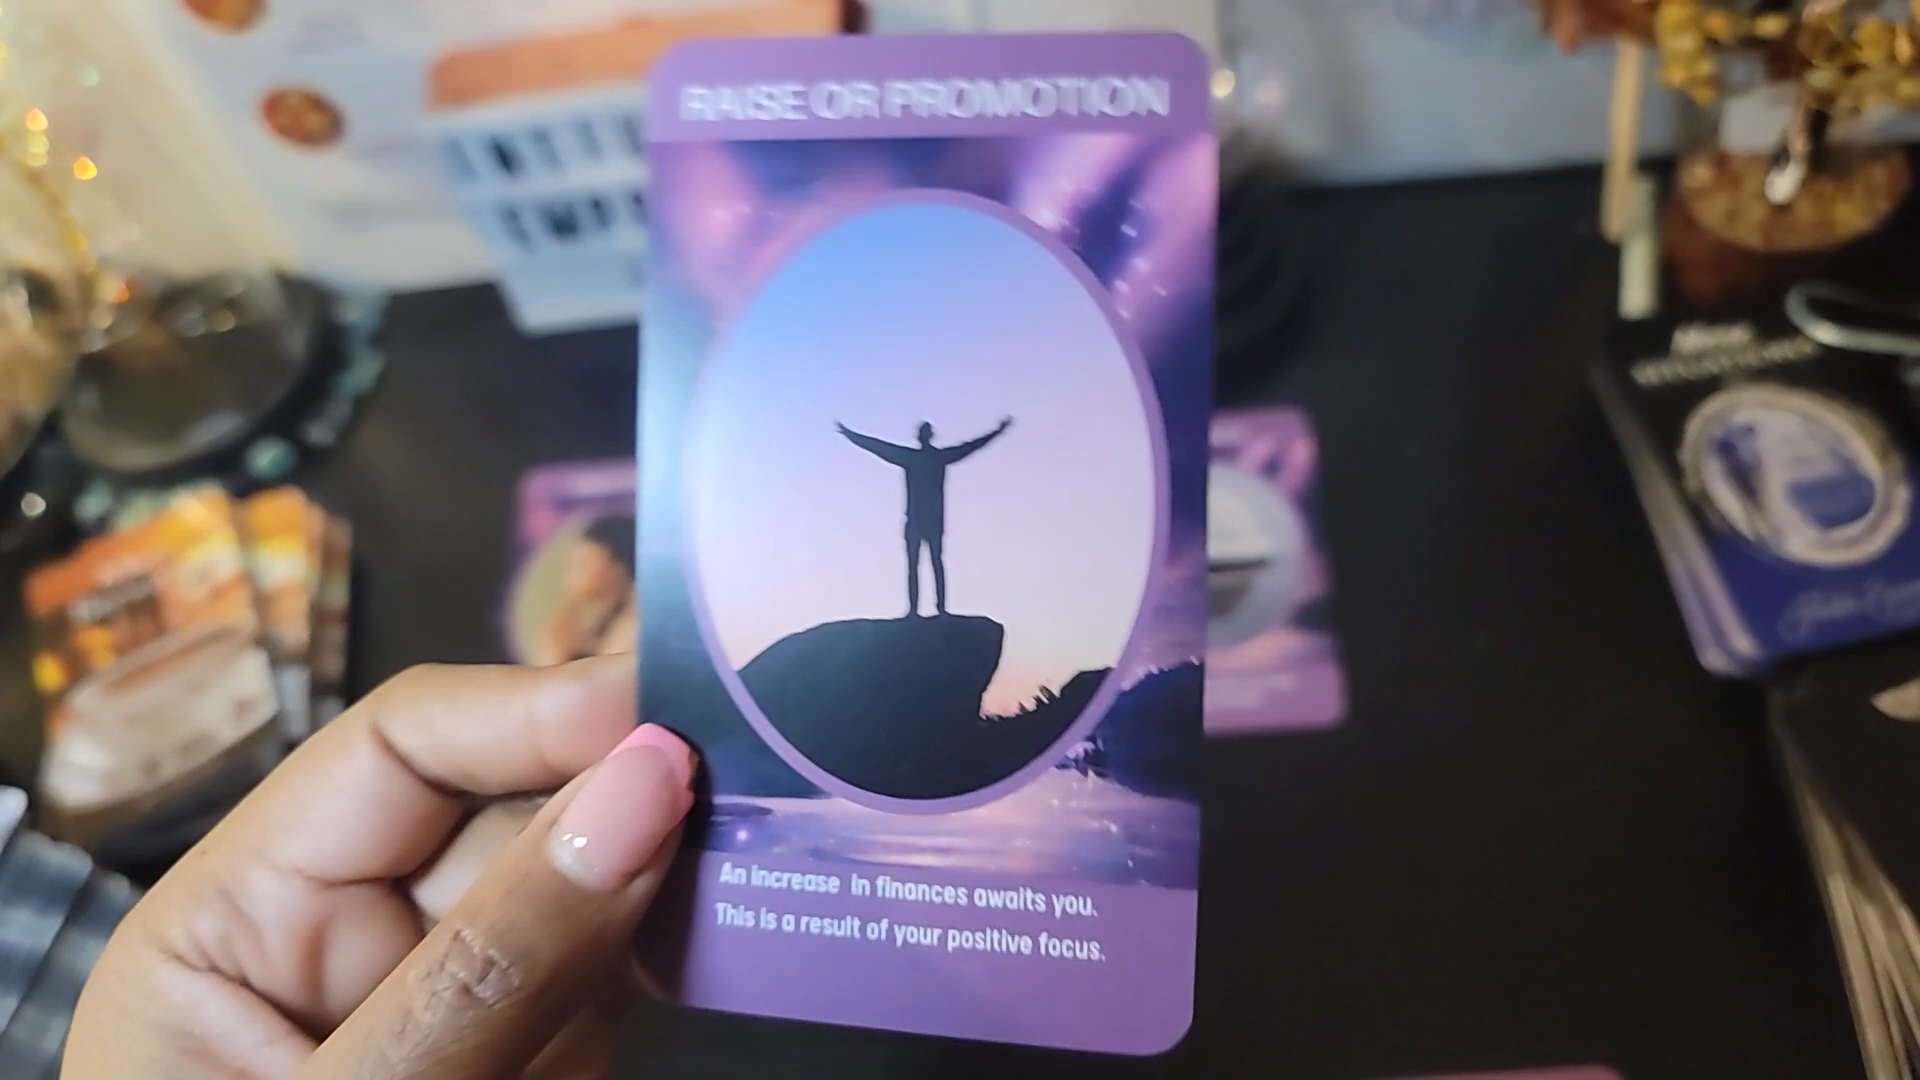 RAISE OR PROMOTION
An increase in finances awaits you.
This is a result of your positive focus.